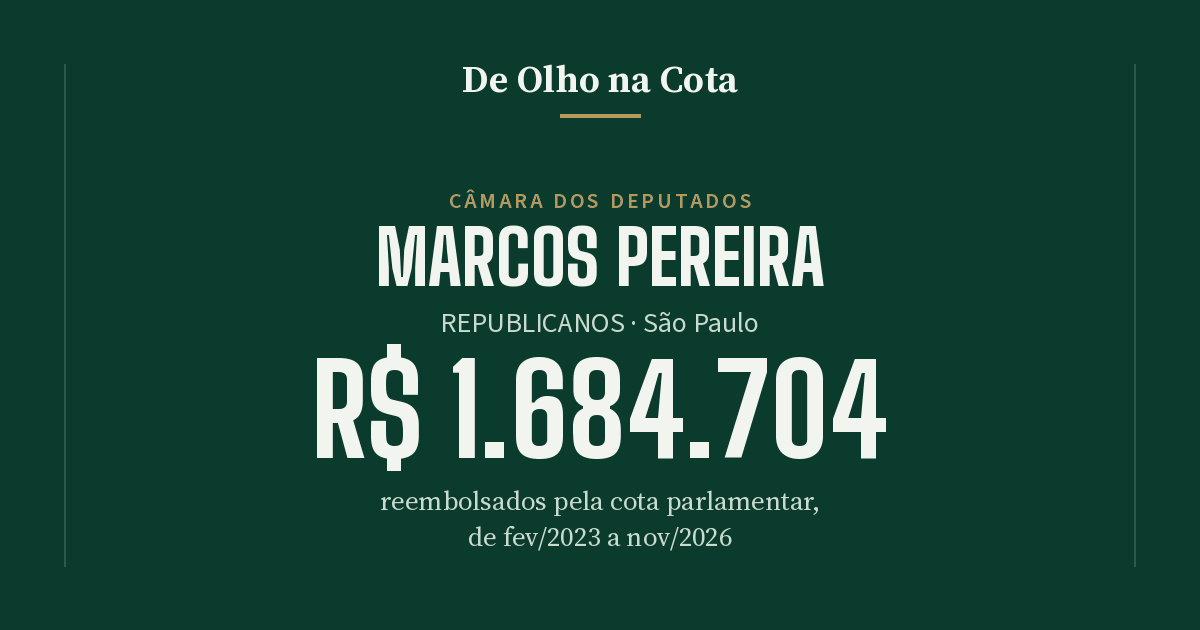 De Olho na Cota
CÂMARA DOS DEPUTADOS
MARCOS PEREIRA
REPUBLICANOS · São Paulo
R$ 1.684.704
reembolsados pela cota parlamentar,
de fev/2023 a nov/2026